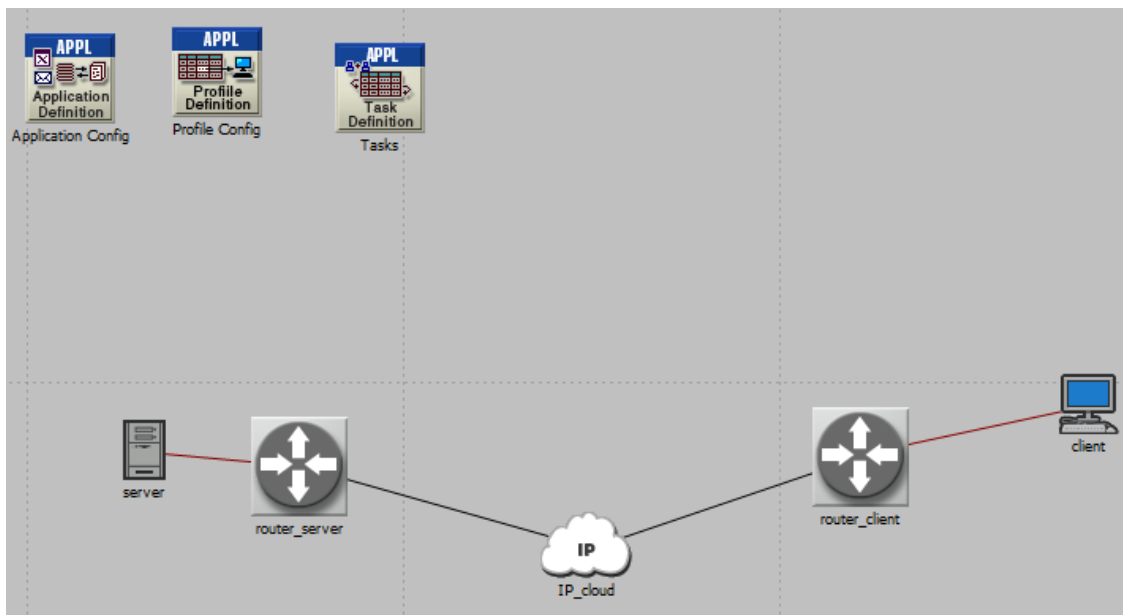 APPL
Application
Definition
Application Config
APPL
Profiile
Definition
Profile Config
APPL
Task
Definition
Tasks
server
router_server
IP
IP_cloud
router_client
client